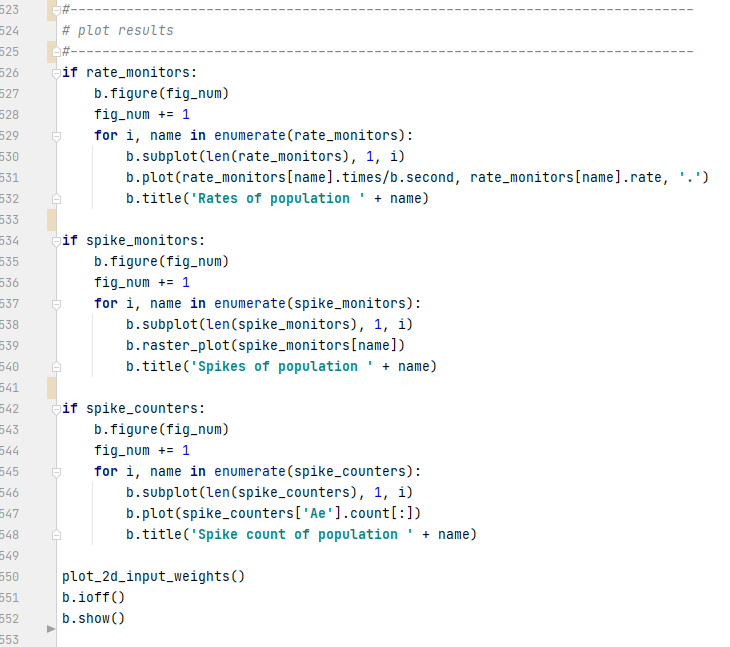 523 #------------------------------------------------------------------------------
524 # plot results
525 #------------------------------------------------------------------------------
526 if rate_monitors:
527     b.figure(fig_num)
528     fig_num += 1
529     for i, name in enumerate(rate_monitors):
530         b.subplot(len(rate_monitors), 1, i)
531         b.plot(rate_monitors[name].times/b.second, rate_monitors[name].rate, '.')
532         b.title('Rates of population ' + name)
533
534 if spike_monitors:
535     b.figure(fig_num)
536     fig_num += 1
537     for i, name in enumerate(spike_monitors):
538         b.subplot(len(spike_monitors), 1, i)
539         b.raster_plot(spike_monitors[name])
540         b.title('Spikes of population ' + name)
541
542 if spike_counters:
543     b.figure(fig_num)
544     fig_num += 1
545     for i, name in enumerate(spike_counters):
546         b.subplot(len(spike_counters), 1, i)
547         b.plot(spike_counters['Ae'].count[:])
548         b.title('Spike count of population ' + name)
549
550 plot_2d_input_weights()
551 b.ioff()
552 b.show()
553